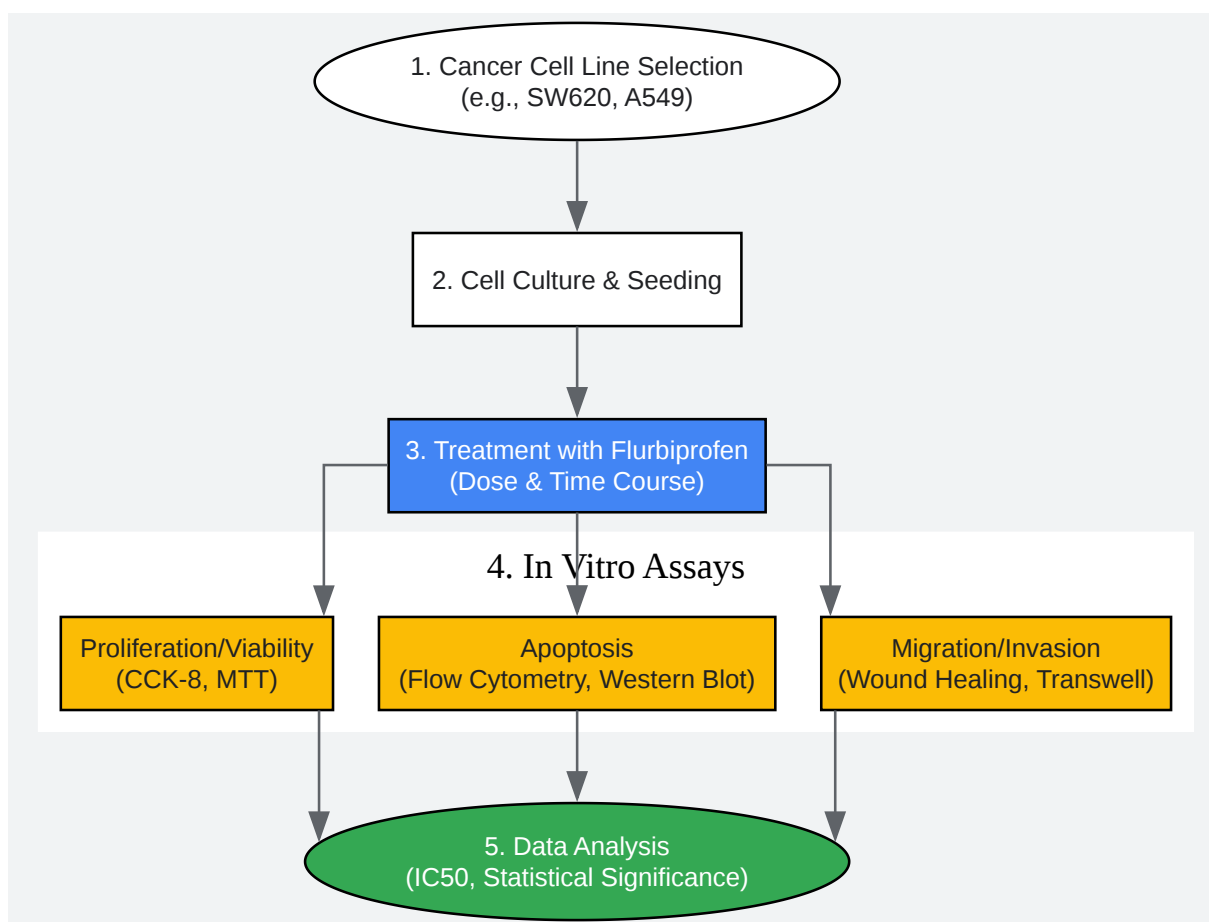 1. Cancer Cell Line Selection
(e.g., SW620, A549)
2. Cell Culture & Seeding
3. Treatment with Flurbiprofen
(Dose & Time Course)
4. In Vitro Assays
Proliferation/Viability
(CCK-8, MTT)
Apoptosis
(Flow Cytometry, Western Blot)
Migration/Invasion
(Wound Healing, Transwell)
5. Data Analysis
(IC50, Statistical Significance)